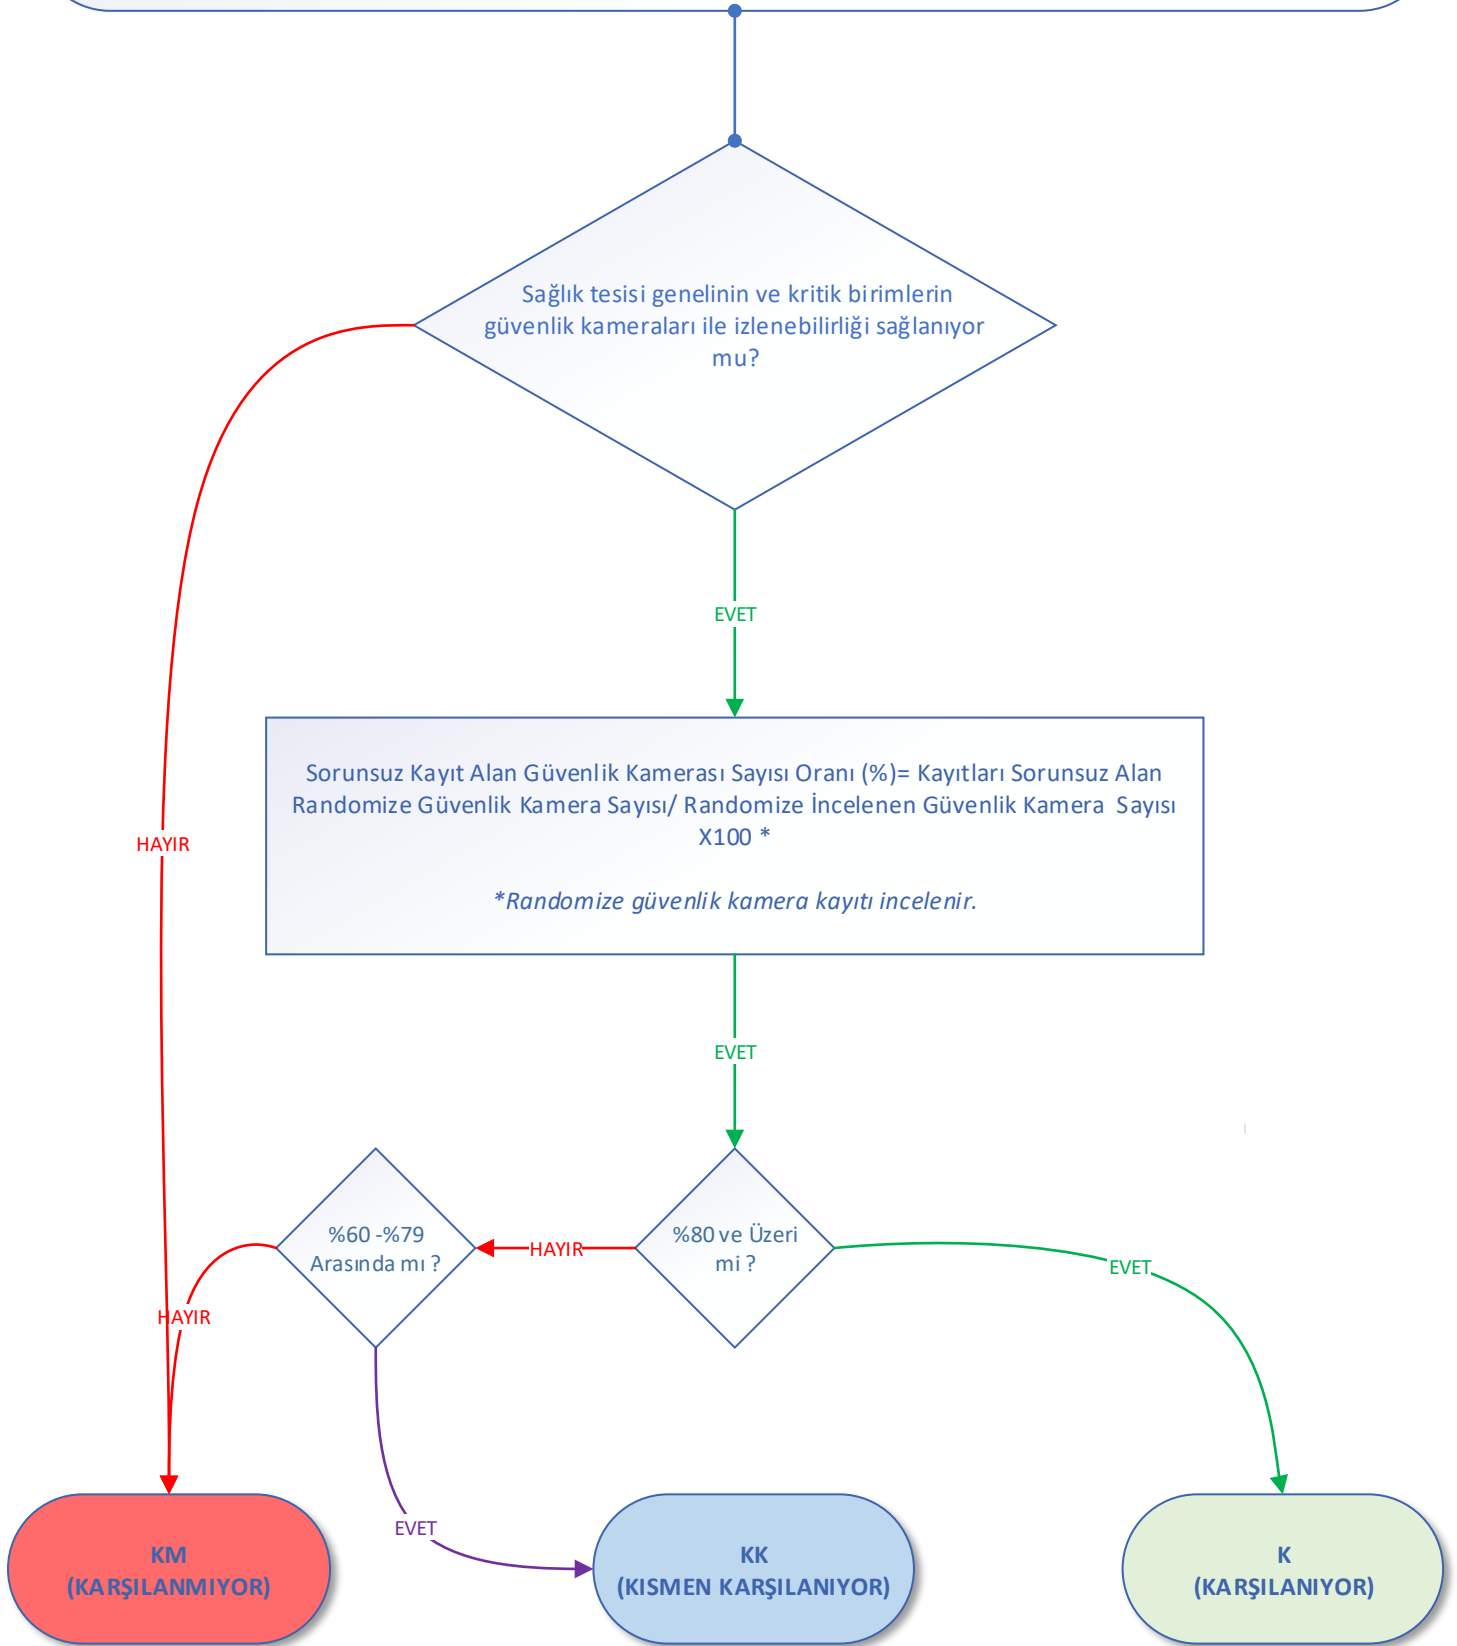 Sağlık tesisi genelinin ve kritik birimlerin
güvenlik kameraları ile izlenebilirliği sağlanıyor
mu?
EVET
Sorunsuz Kayıt Alan Güvenlik Kamerası Sayısı Oranı (%)= Kayıtları Sorunsuz Alan
Randomize Güvenlik Kamera Sayısı/ Randomize İncelenen Güvenlik Kamera Sayısı
X100 *
*Randomize güvenlik kamera kayıtı incelenir.
HAYIR
EVET
%60 -%79
Arasında mı ?
HAYIR
%80 ve Üzeri
mi ?
EVET
HAYIR
EVET
KM
(KARŞILANMIYOR)
KK
(KISMEN KARŞILANIYOR)
K
(KARŞILANIYOR)